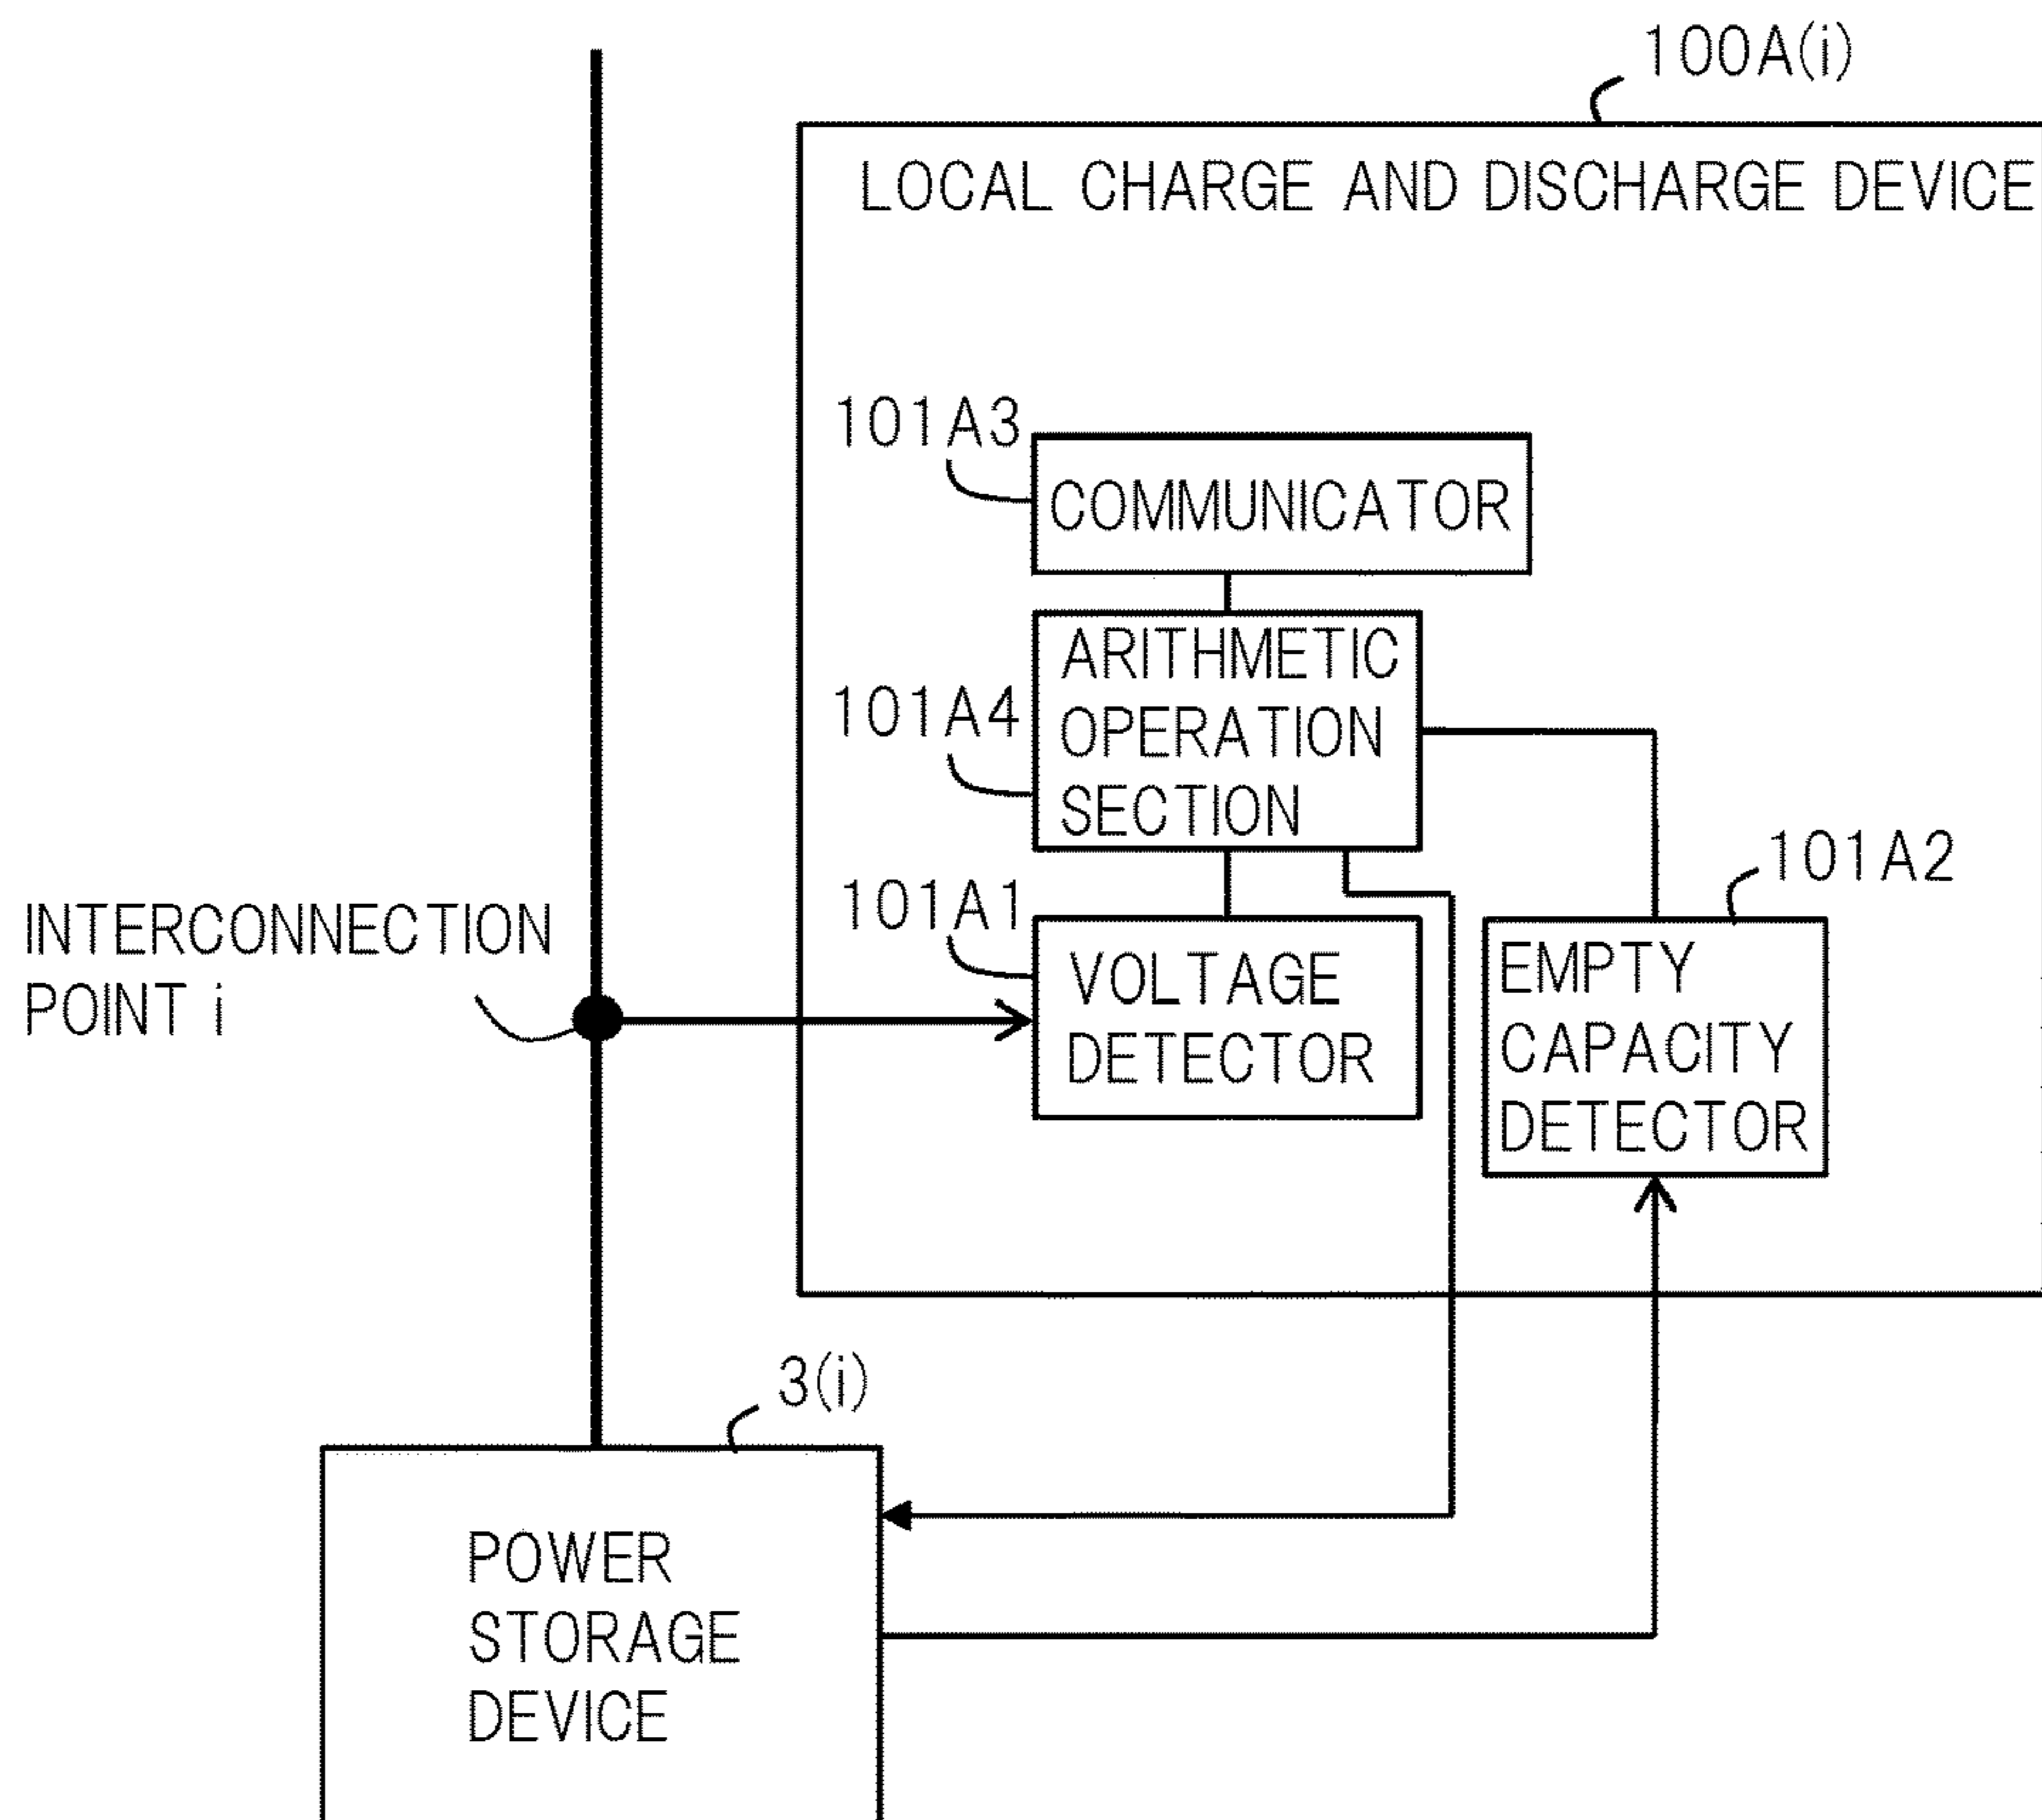 100A(i)
LOCAL CHARGE AND DISCHARGE DEVICE
101A3
COMMUNICATOR
101A4
ARITHMETIC
OPERATION
SECTION
101A2
101A1
VOLTAGE
DETECTOR
EMPTY
CAPACITY
DETECTOR
INTERCONNECTION
POINT i
3(i)
POWER
STORAGE
DEVICE